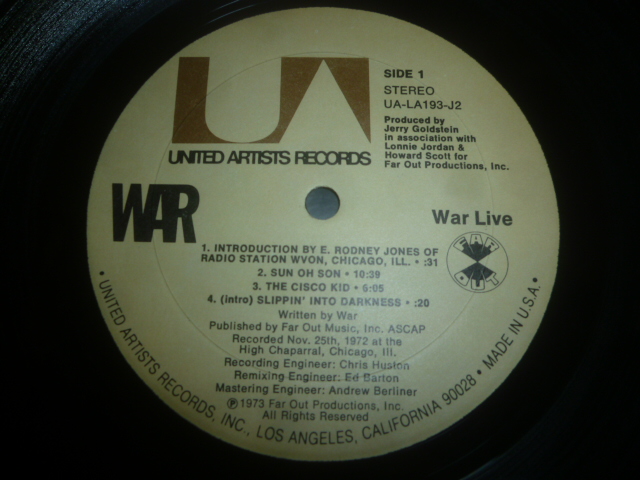 UA
UNITED ARTISTS RECORDS
SIDE 1
STEREO
UA-LA193-J2
Produced by
Jerry Goldstein
in association with
Lonnie Jordan &
Howard Scott for
Far Out Productions, Inc.
WAR
War Live
FAR
OUT
1. INTRODUCTION BY E. RODNEY JONES OF
RADIO STATION WVON, CHICAGO, ILL. • :31
2. SUN OH SON • 10:39
3. THE CISCO KID • 6:05
4. (intro) SLIPPIN' INTO DARKNESS • :20
Written by War
Published by Far Out Music, Inc. ASCAP
Recorded Nov. 25th, 1972 at the
High Chaparral, Chicago, Ill.
Recording Engineer: Chris Huston
Remixing Engineer: Ed Barton
Mastering Engineer: Andrew Berliner
℗1973 Far Out Productions, Inc.
All Rights Reserved
• UNITED ARTISTS RECORDS, INC., LOS ANGELES, CALIFORNIA 90028 • MADE IN U.S.A. •